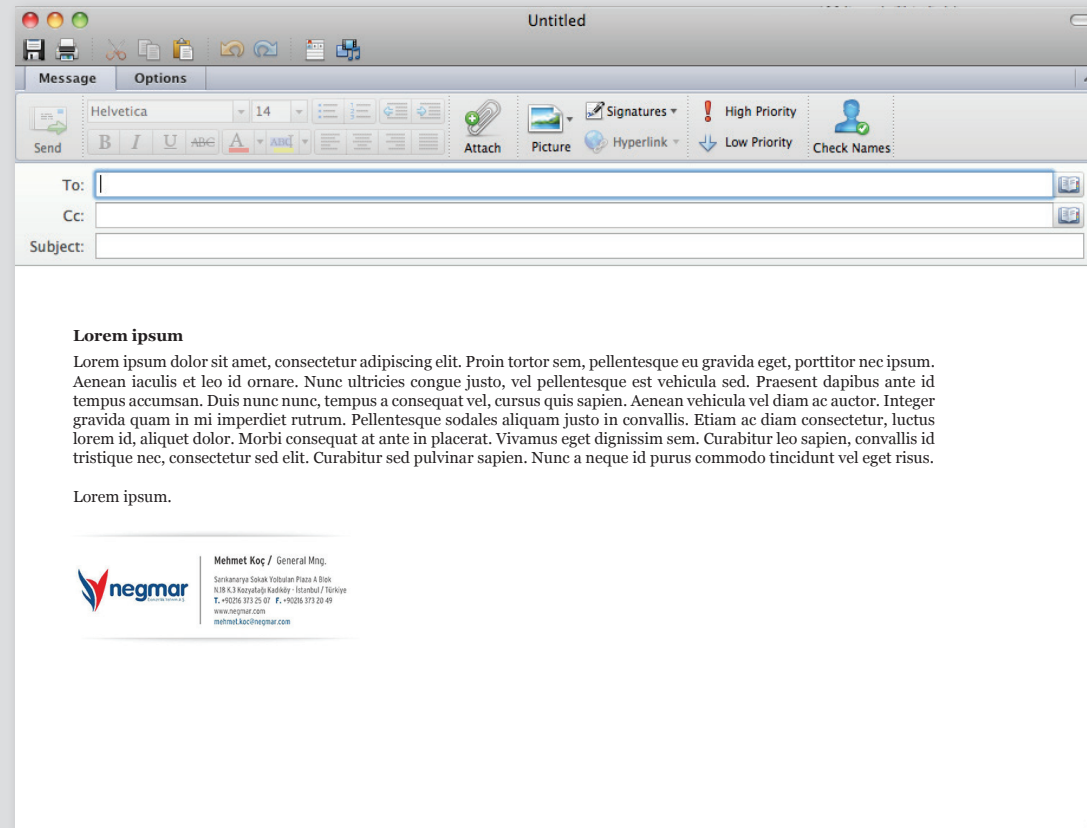 Untitled
Message Options
Helvetica 14
Send
B I U ABC A ABC
Attach
Picture
Signatures
Hyperlink
High Priority
Low Priority
Check Names
To:
Cc:
Subject:
Lorem ipsum
Lorem ipsum dolor sit amet, consectetur adipiscing elit. Proin tortor sem, pellentesque eu gravida eget, porttitor nec ipsum.
Aenean iaculis et leo id ornare. Nunc ultricies congue justo, vel pellentesque est vehicula sed. Praesent dapibus ante id
tempus accumsan. Duis nunc nunc, tempus a consequat vel, cursus quis sapien. Aenean vehicula vel diam ac auctor. Integer
gravida quam in mi imperdiet rutrum. Pellentesque sodales aliquam justo in convallis. Etiam ac diam consectetur, luctus
lorem id, aliquet dolor. Morbi consequat at ante in placerat. Vivamus eget dignissim sem. Curabitur leo sapien, convallis id
tristique nec, consectetur sed elit. Curabitur sed pulvinar sapien. Nunc a neque id purus commodo tincidunt vel eget risus.
Lorem ipsum.
negmar
Mehmet Koç / General Mng.
Sarıkanarya Sokak Yolbulan Plaza A Blok
N.18 K.3 Kozyatağı Kadıköy - İstanbul / Türkiye
T. +90216 373 25 07 F. +90216 373 20 49
www.negmar.com
mehmet.koc@negmar.com